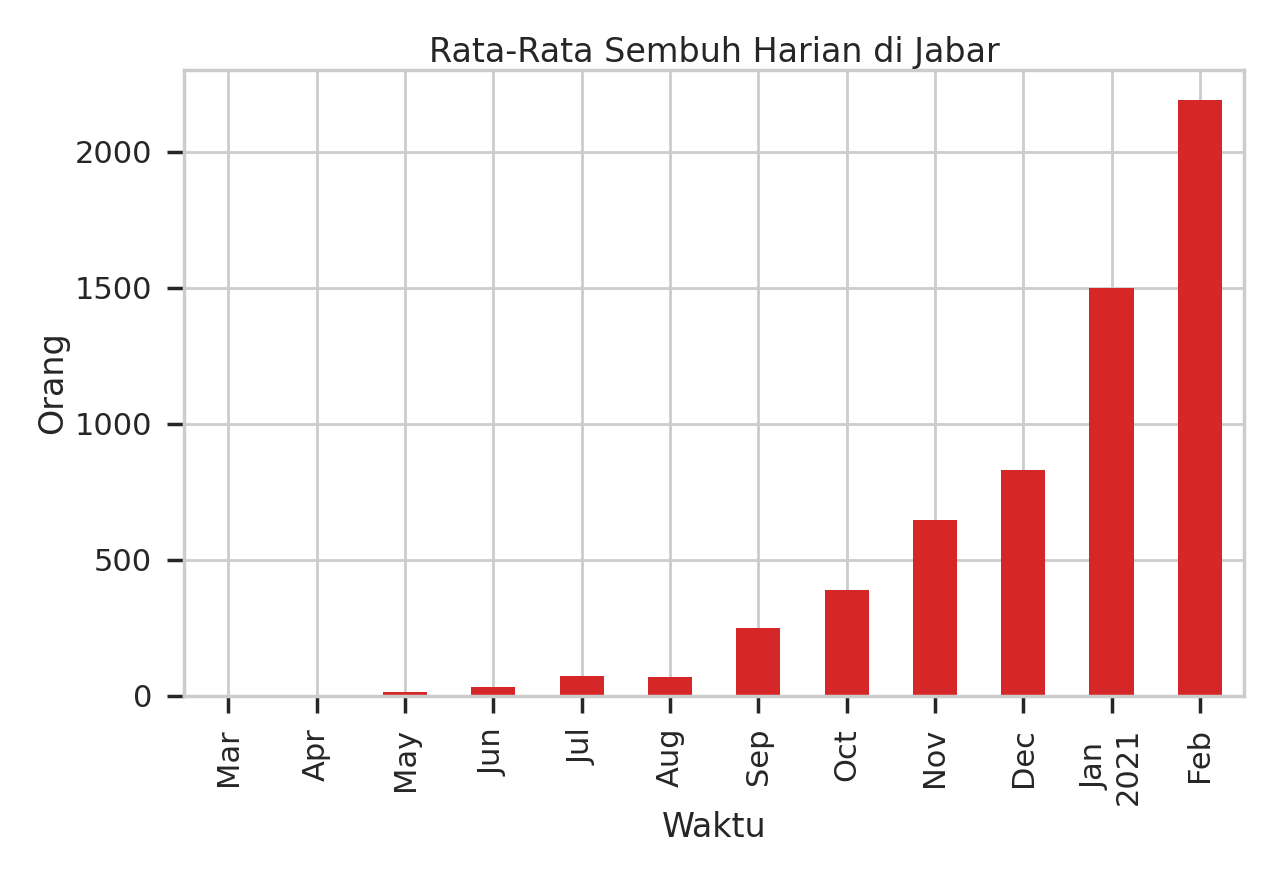 Rata-Rata Sembuh Harian di Jabar
Orang
2000
1500
1000
500
0
Mar
Apr
May
Jun
Jul
Aug
Sep
Oct
Nov
Dec
Jan
2021
Feb
Waktu